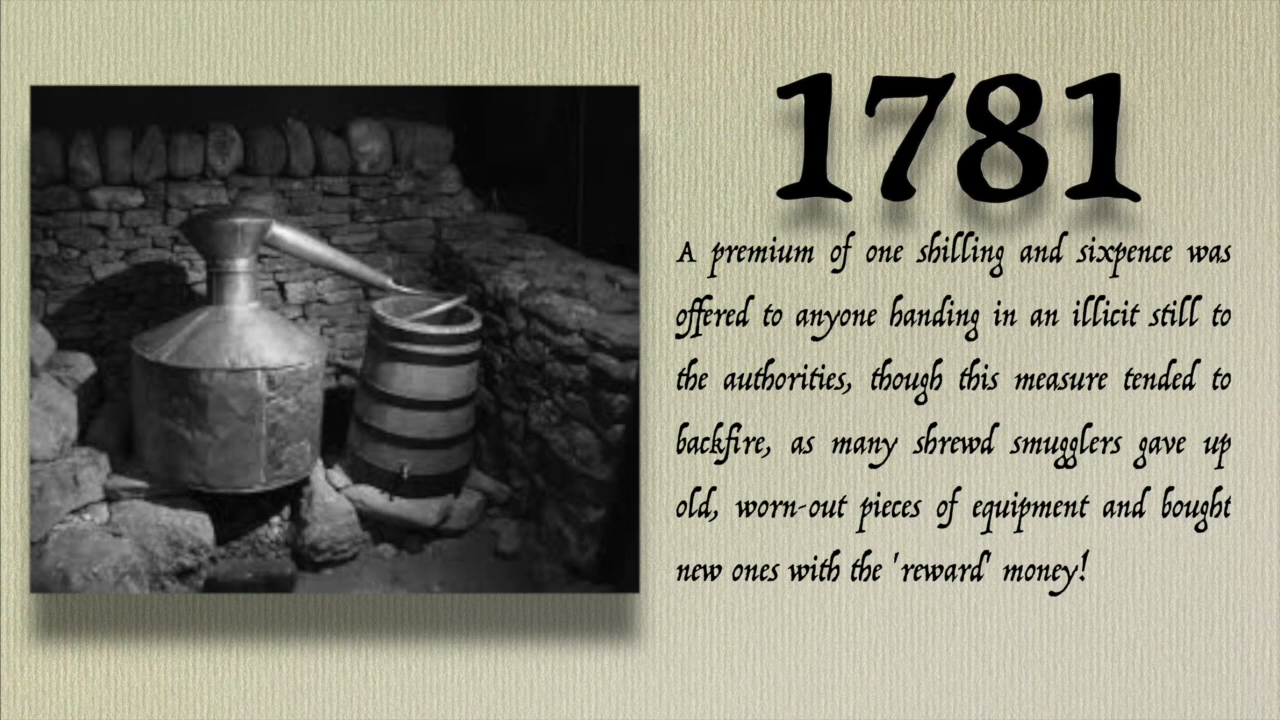 1781
A premium of one shilling and sixpence was
offered to anyone handing in an illicit still to
the authorities, though this measure tended to
backfire, as many shrewd smugglers gave up
old, worn-out pieces of equipment and bought
new ones with the 'reward' money!